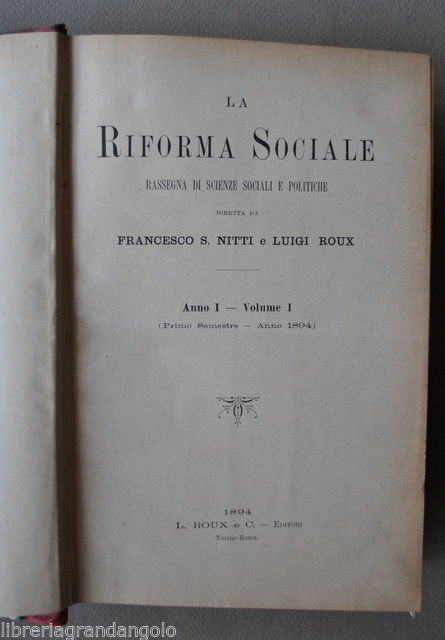 LA
RIFORMA SOCIALE
RASSEGNA DI SCIENZE SOCIALI E POLITICHE
DIRETTA DA
FRANCESCO S. NITTI e LUIGI ROUX
Anno I — Volume I
(Primo Semestre - Anno 1894)
1894
L. ROUX e C. — EDITORI
Torino-Roma.
libreriagrandangolo